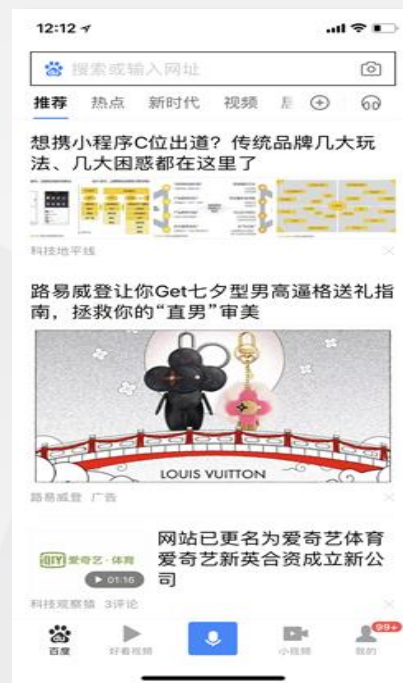 12:12
搜索或输入网址
推荐 热点 新时代 视频
想携小程序C位出道？传统品牌几大玩
法、几大困惑都在这里了
科技地平线
路易威登让你Get七夕型男高逼格送礼指
南，拯救你的“直男”审美
LOUIS VUITTON
路易威登 广告
爱奇艺·体育
01:16
网站已更名为爱奇艺体育
爱奇艺新英合资成立新公
司
科技观察猿 3评论
99+
百度 好看视频 小视频 我的